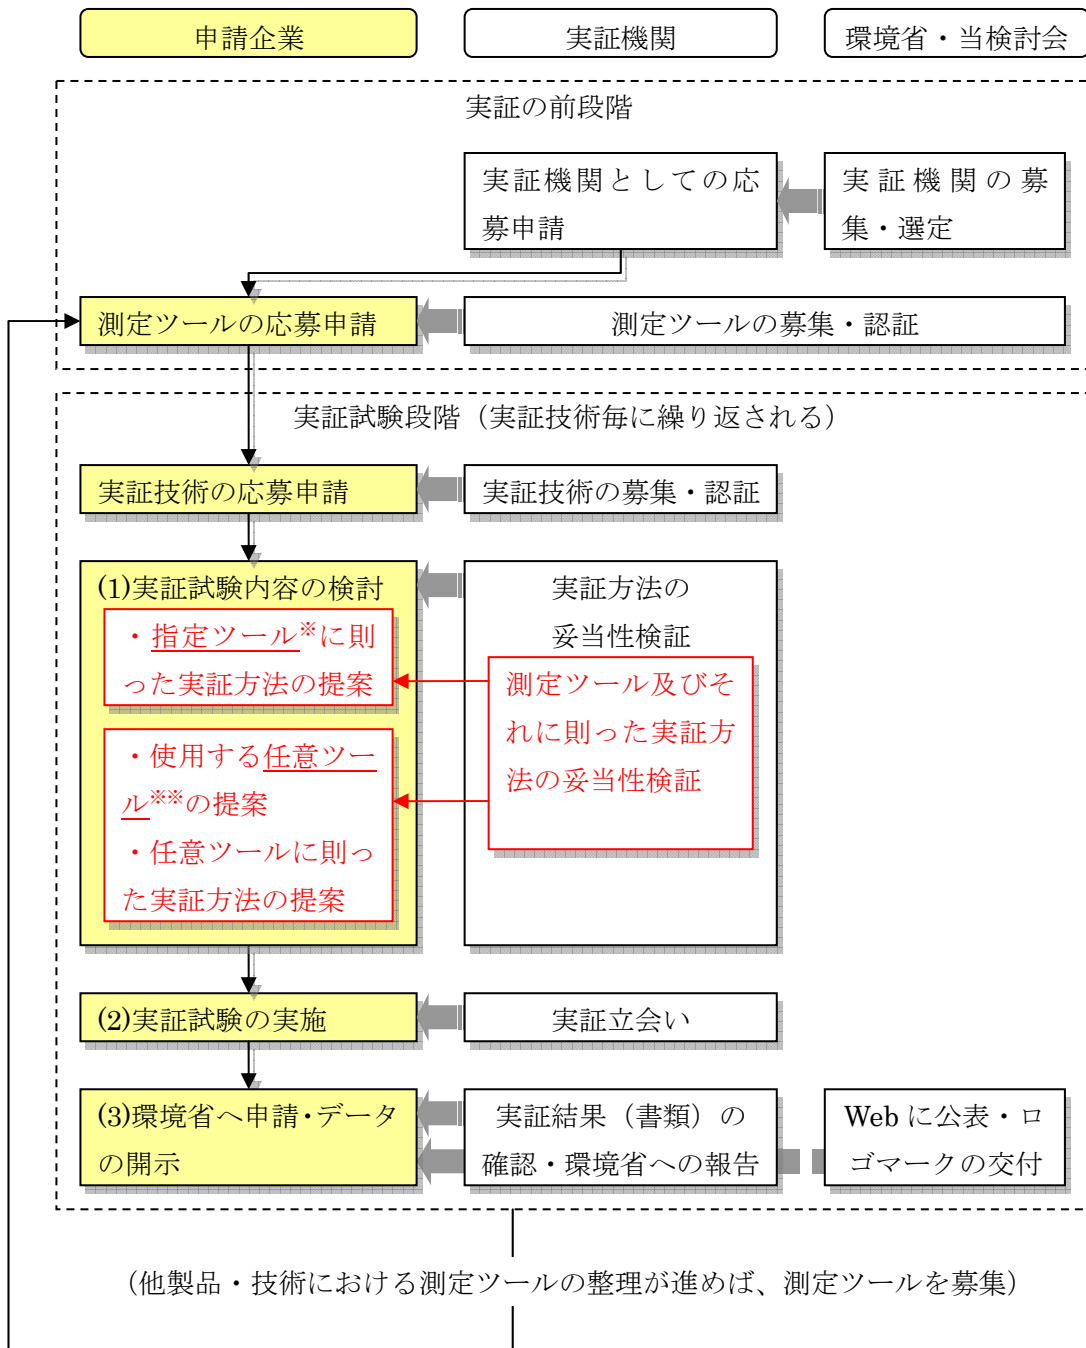 申請企業
実証機関
環境省・当検討会
実証の前段階
実証機関としての応
募申請
実証機関の募
集・選定
測定ツールの応募申請
測定ツールの募集・認証
実証試験段階（実証技術毎に繰り返される）
実証技術の応募申請
実証技術の募集・認証
(1)実証試験内容の検討
・指定ツール※に則
った実証方法の提案
・使用する任意ツー
ル※※の提案
・任意ツールに則っ
た実証方法の提案
実証方法の
妥当性検証
測定ツール及びそ
れに則った実証方
法の妥当性検証
(2)実証試験の実施
実証立会い
(3)環境省へ申請・データ
の開示
実証結果（書類）の
確認・環境省への報告
Web に公表・ロ
ゴマークの交付
（他製品・技術における測定ツールの整理が進めば、測定ツールを募集）